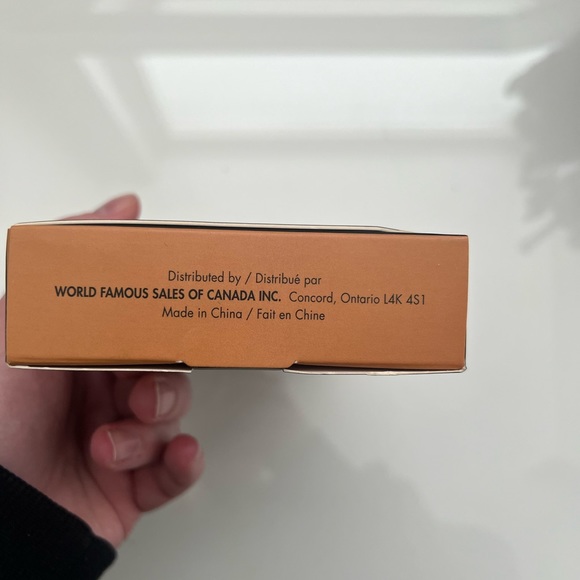 Distributed by / Distribué par
WORLD FAMOUS SALES OF CANADA INC. Concord, Ontario L4K 4S1
Made in China / Fait en Chine